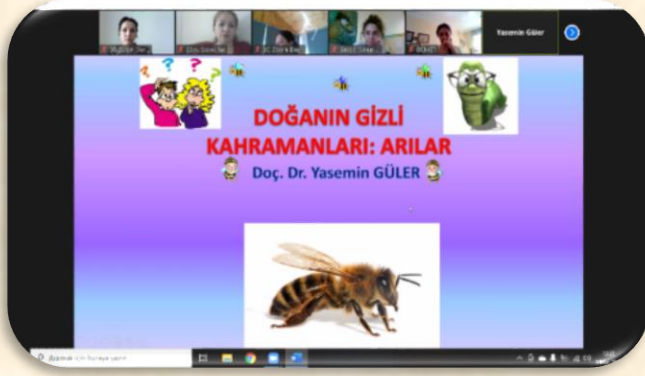 Yasemin Güler
DOĞANIN GİZLİ
KAHRAMANLARI: ARILAR
Doç. Dr. Yasemin GÜLER